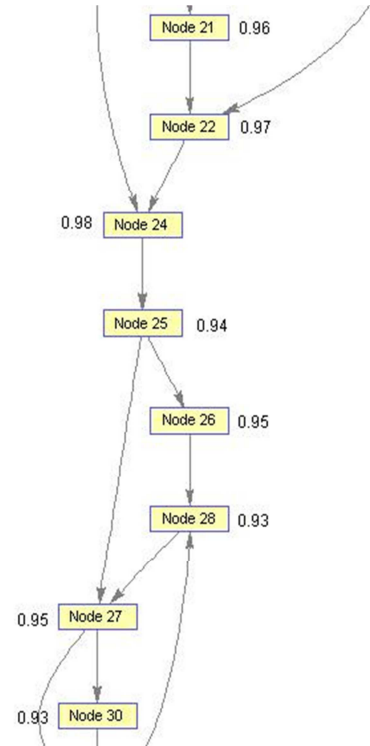 Node 21 0.96
Node 22 0.97
0.98 Node 24
Node 25 0.94
Node 26 0.95
Node 28 0.93
0.95 Node 27
0.93 Node 30